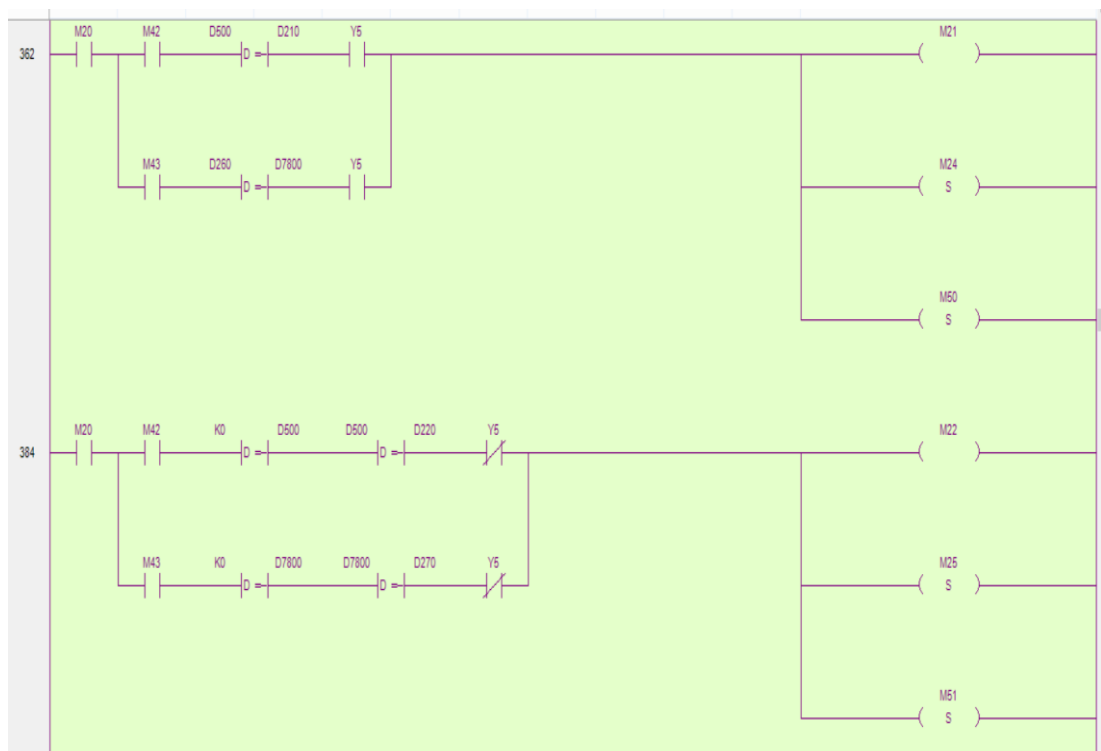 M20 M42 D500 D210 Y5 M21
362 D = ( )
M43 D260 D7800 Y5 M24
D = ( S )
M50
( S )
M20 M42 K0 D500 D500 D220 Y5 M22
384 D = D = ( )
M43 K0 D7800 D7800 D270 Y5 M25
D = D = ( S )
M51
( S )